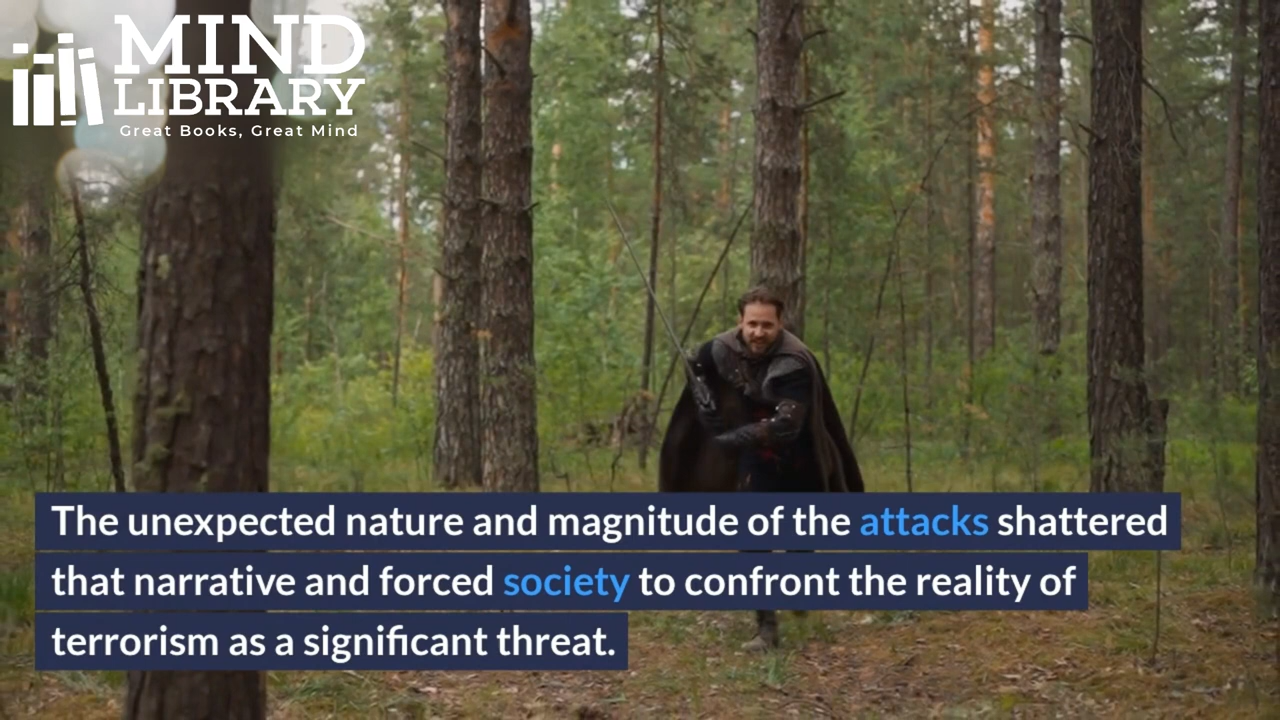 MIND
LIBRARY
Great Books, Great Mind
The unexpected nature and magnitude of the attacks shattered
that narrative and forced society to confront the reality of
terrorism as a significant threat.